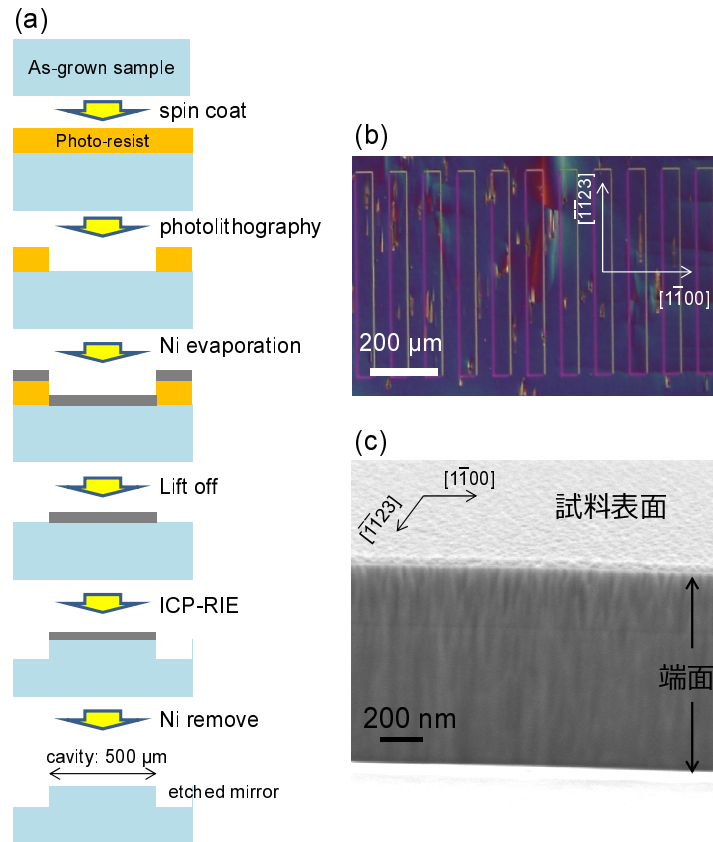 (a)
As-grown sample
spin coat
Photo-resist
photolithography
Ni evaporation
Lift off
ICP-RIE
Ni remove
cavity: 500 µm
etched mirror
(b)
[1̅1̅23]
[11̅00]
200 µm
(c)
[11̅00]
[1̅1̅23]
試料表面
端面
200 nm